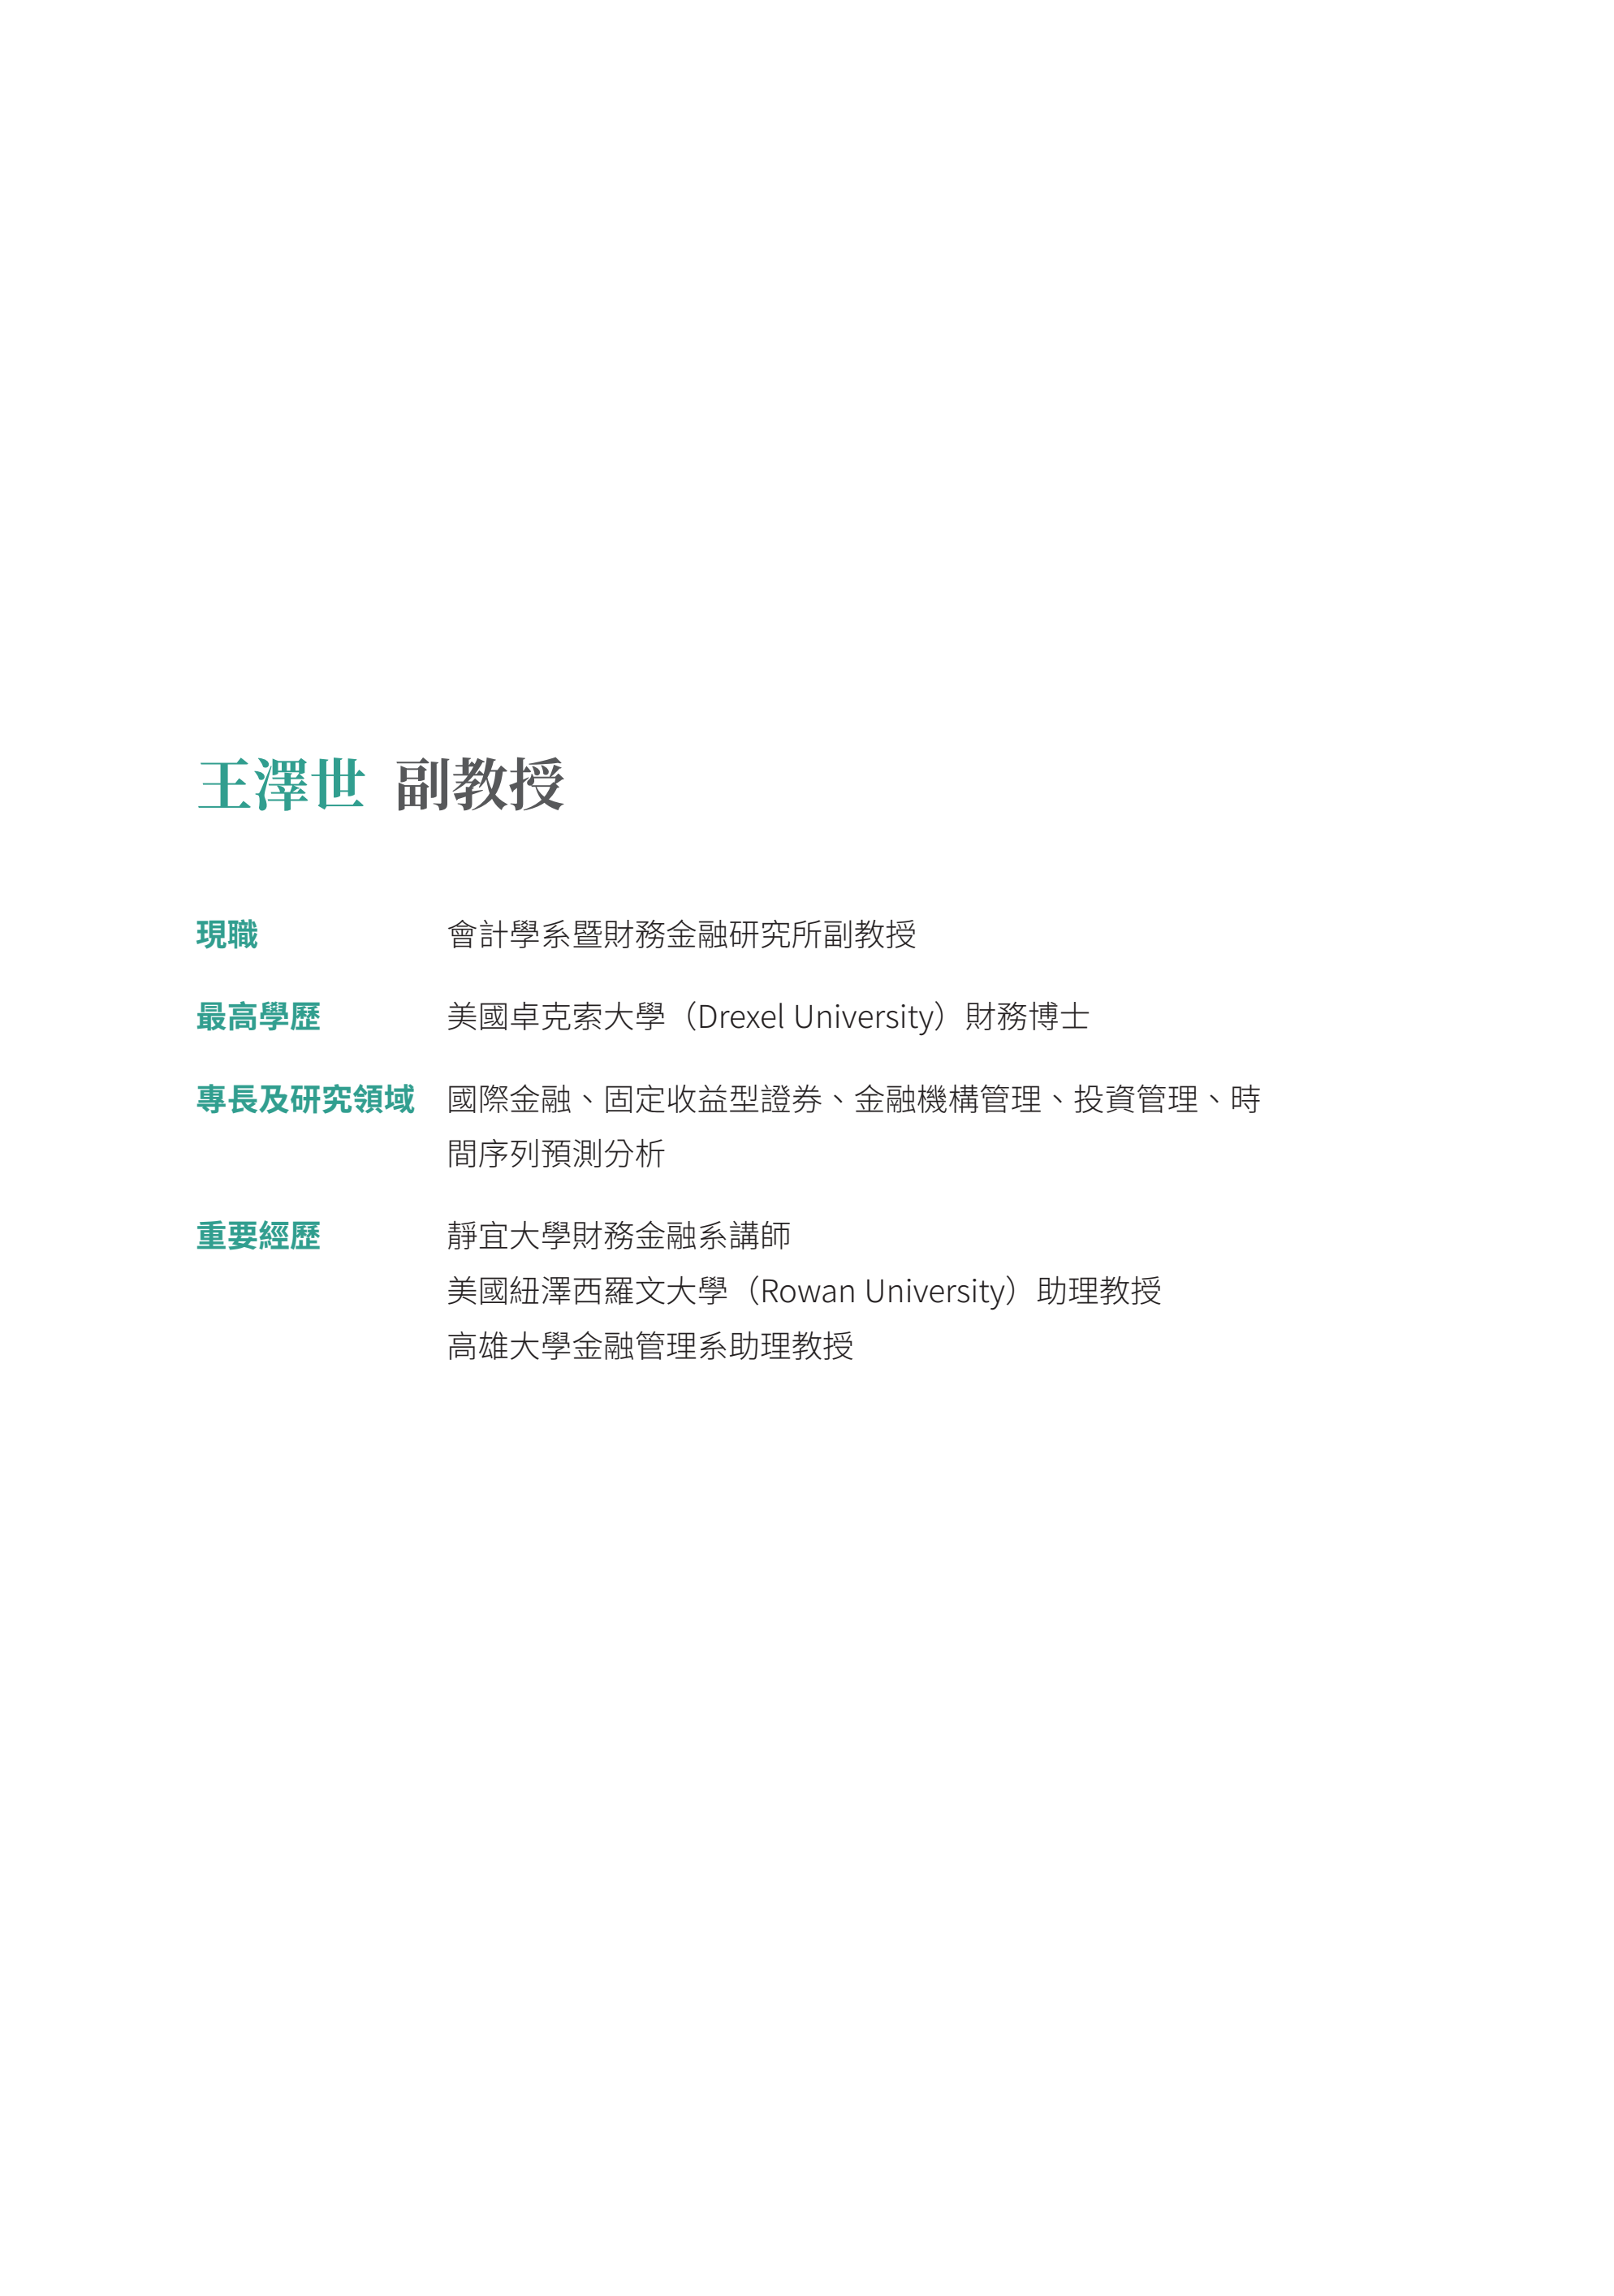 王澤世 副教授
現職 會計學系暨財務金融研究所副教授
最高學歷 美國卓克索大學（Drexel University）財務博士
專長及研究領域 國際金融、固定收益型證券、金融機構管理、投資管理、時
間序列預測分析
重要經歷 靜宜大學財務金融系講師
美國紐澤西羅文大學（Rowan University）助理教授
高雄大學金融管理系助理教授